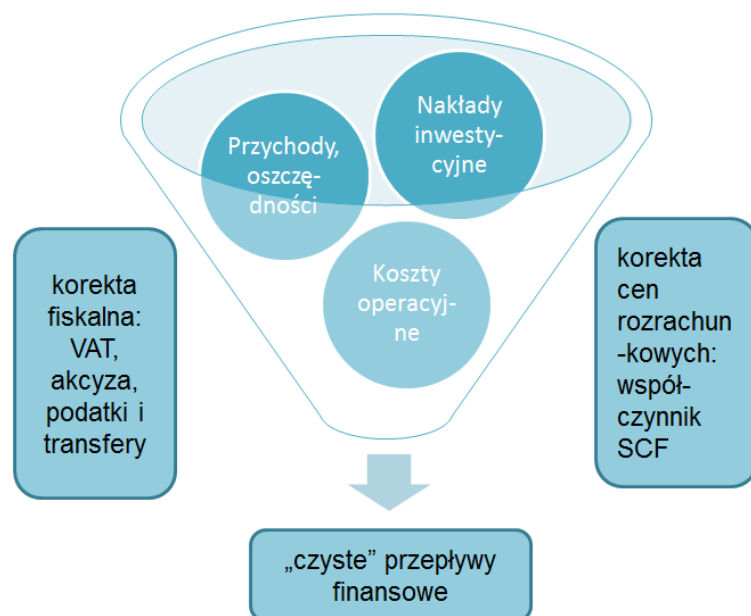 Nakłady
inwesty-
cyjne
Przychody,
oszczę-
dności
Koszty
operacyj-
ne
korekta
fiskalna:
VAT,
akcyza,
podatki i
transfery
korekta
cen
rozrachun
-kowych:
współ-
czynnik
SCF
„czyste” przepływy
finansowe